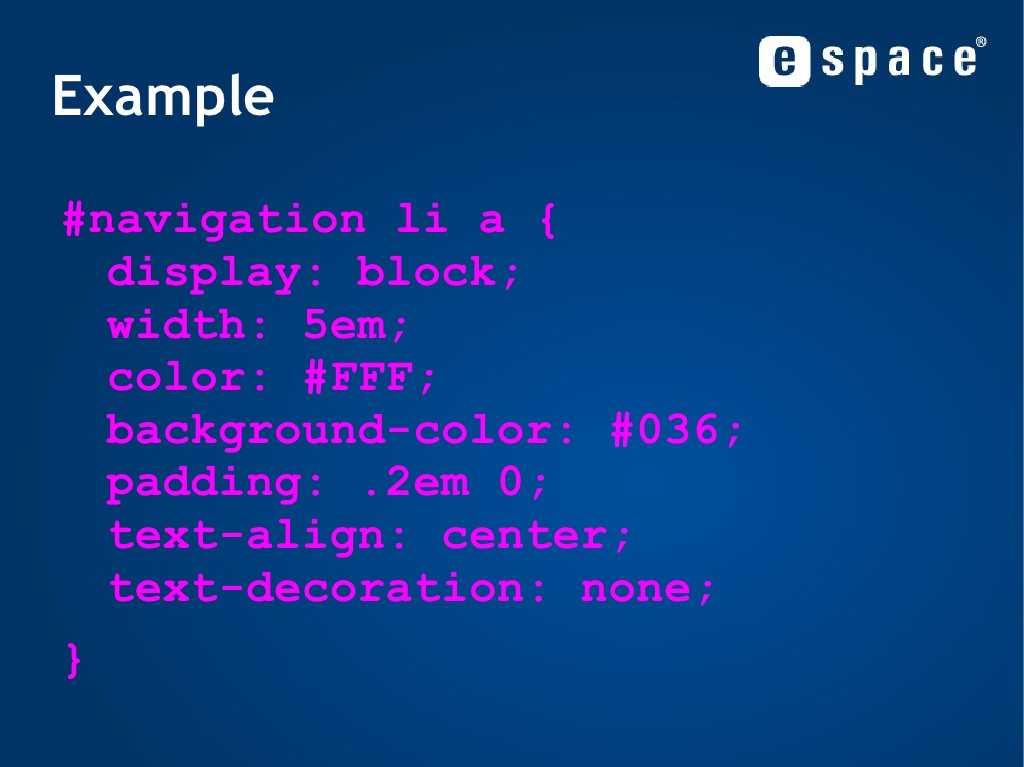 e space®
Example
#navigation li a {
display: block;
width: 5em;
color: #FFF;
background-color: #036;
padding: .2em 0;
text-align: center;
text-decoration: none;
}